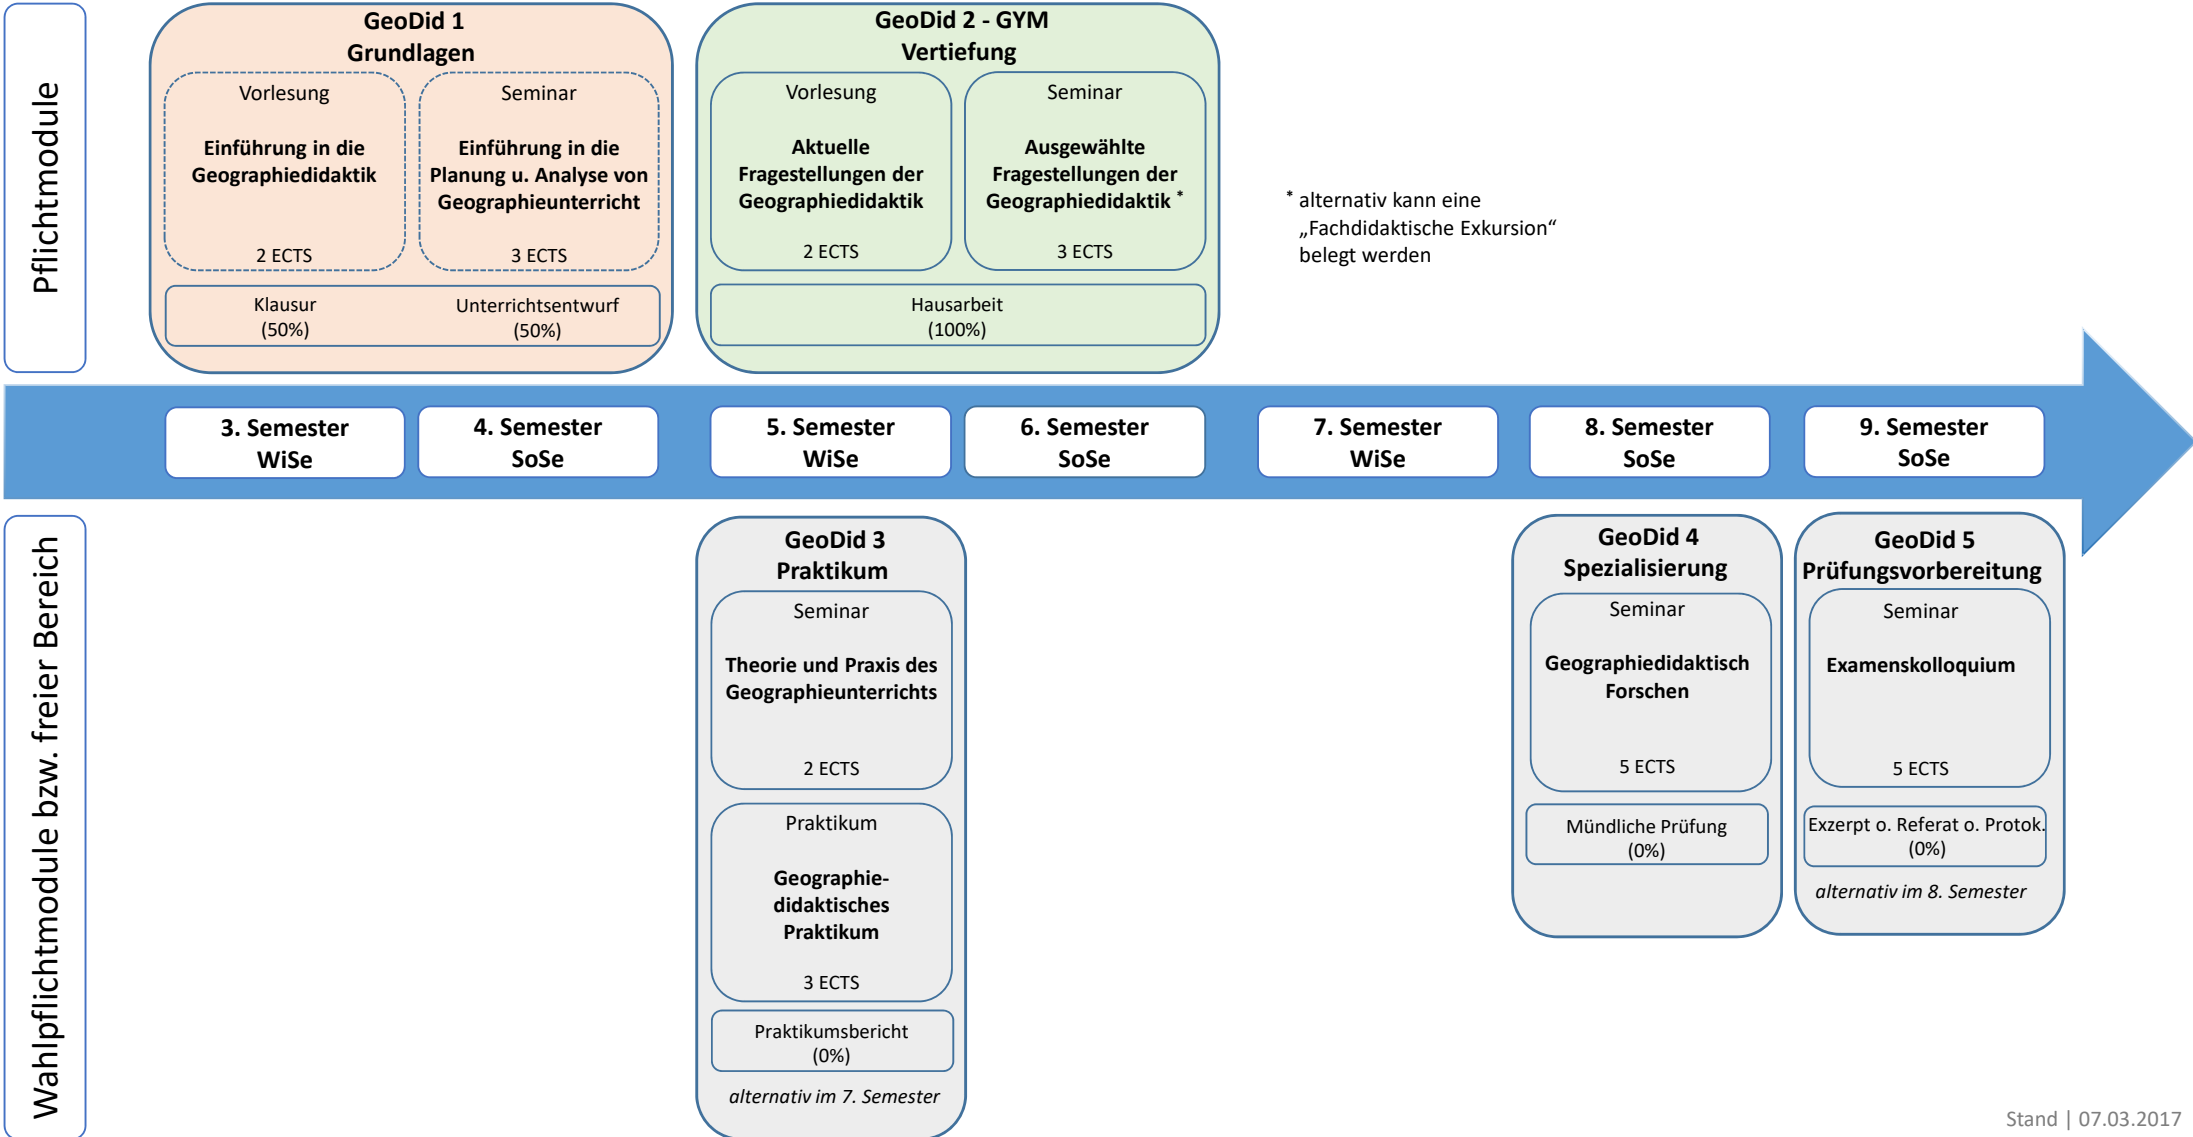 Pflichtmodule
GeoDid 1
Grundlagen
Vorlesung
Einführung in die
Geographiedidaktik
2 ECTS
Seminar
Einführung in die
Planung u. Analyse von
Geographieunterricht
3 ECTS
Klausur
(50%)
Unterrichtsentwurf
(50%)
GeoDid 2 - GYM
Vertiefung
Vorlesung
Aktuelle
Fragestellungen der
Geographiedidaktik
2 ECTS
Seminar
Ausgewählte
Fragestellungen der
Geographiedidaktik *
3 ECTS
Hausarbeit
(100%)
* alternativ kann eine
„Fachdidaktische Exkursion“
belegt werden
3. Semester
WiSe
4. Semester
SoSe
5. Semester
WiSe
6. Semester
SoSe
7. Semester
WiSe
8. Semester
SoSe
9. Semester
SoSe
Wahlpflichtmodule bzw. freier Bereich
GeoDid 3
Praktikum
Seminar
Theorie und Praxis des
Geographieunterrichts
2 ECTS
Praktikum
Geographie-
didaktisches
Praktikum
3 ECTS
Praktikumsbericht
(0%)
alternativ im 7. Semester
GeoDid 4
Spezialisierung
Seminar
Geographiedidaktisch
Forschen
5 ECTS
Mündliche Prüfung
(0%)
GeoDid 5
Prüfungsvorbereitung
Seminar
Examenskolloquium
5 ECTS
Exzerpt o. Referat o. Protok.
(0%)
alternativ im 8. Semester
Stand | 07.03.2017